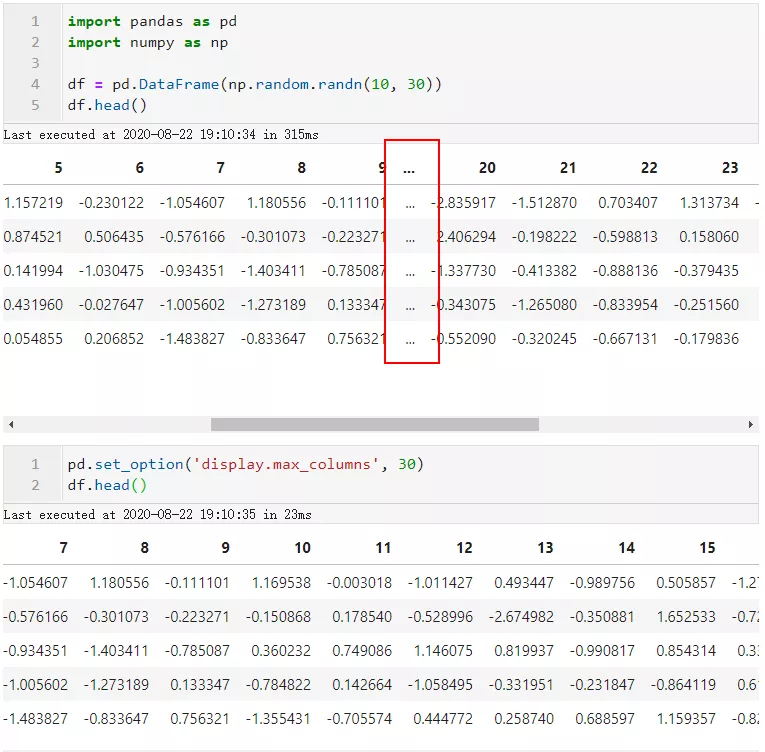 1 import pandas as pd
2 import numpy as np
3
4 df = pd.DataFrame(np.random.randn(10, 30))
5 df.head()
Last executed at 2020-08-22 19:10:34 in 315ms
5 6 7 8 9 ... 20 21 22 23
1.157219 -0.230122 -1.054607 1.180556 -0.111101 ... -2.835917 -1.512870 0.703407 1.313734 -
0.874521 0.506435 -0.576166 -0.301073 -0.223271 ... 2.406294 -0.198222 -0.598813 0.158060
0.141994 -1.030475 -0.934351 -1.403411 -0.785087 ... -1.337730 -0.413382 -0.888136 -0.379435
0.431960 -0.027647 -1.005602 -1.273189 0.133347 ... -0.343075 -1.265080 -0.833954 -0.251560
0.054855 0.206852 -1.483827 -0.833647 0.756321 ... -0.552090 -0.320245 -0.667131 -0.179836
1 pd.set_option('display.max_columns', 30)
2 df.head()
Last executed at 2020-08-22 19:10:35 in 23ms
7 8 9 10 11 12 13 14 15
-1.054607 1.180556 -0.111101 1.169538 -0.003018 -1.011427 0.493447 -0.989756 0.505857 -1.2
-0.576166 -0.301073 -0.223271 -0.150868 0.178540 -0.528996 -2.674982 -0.350881 1.652533 -0.7
-0.934351 -1.403411 -0.785087 0.360232 0.749086 1.146075 0.819937 -0.990817 0.854314 0.3
-1.005602 -1.273189 0.133347 -0.784822 0.142664 -1.058495 -0.331951 -0.231847 -0.864119 0.6
-1.483827 -0.833647 0.756321 -1.355431 -0.705574 0.444772 0.258740 0.688597 1.159357 -0.8